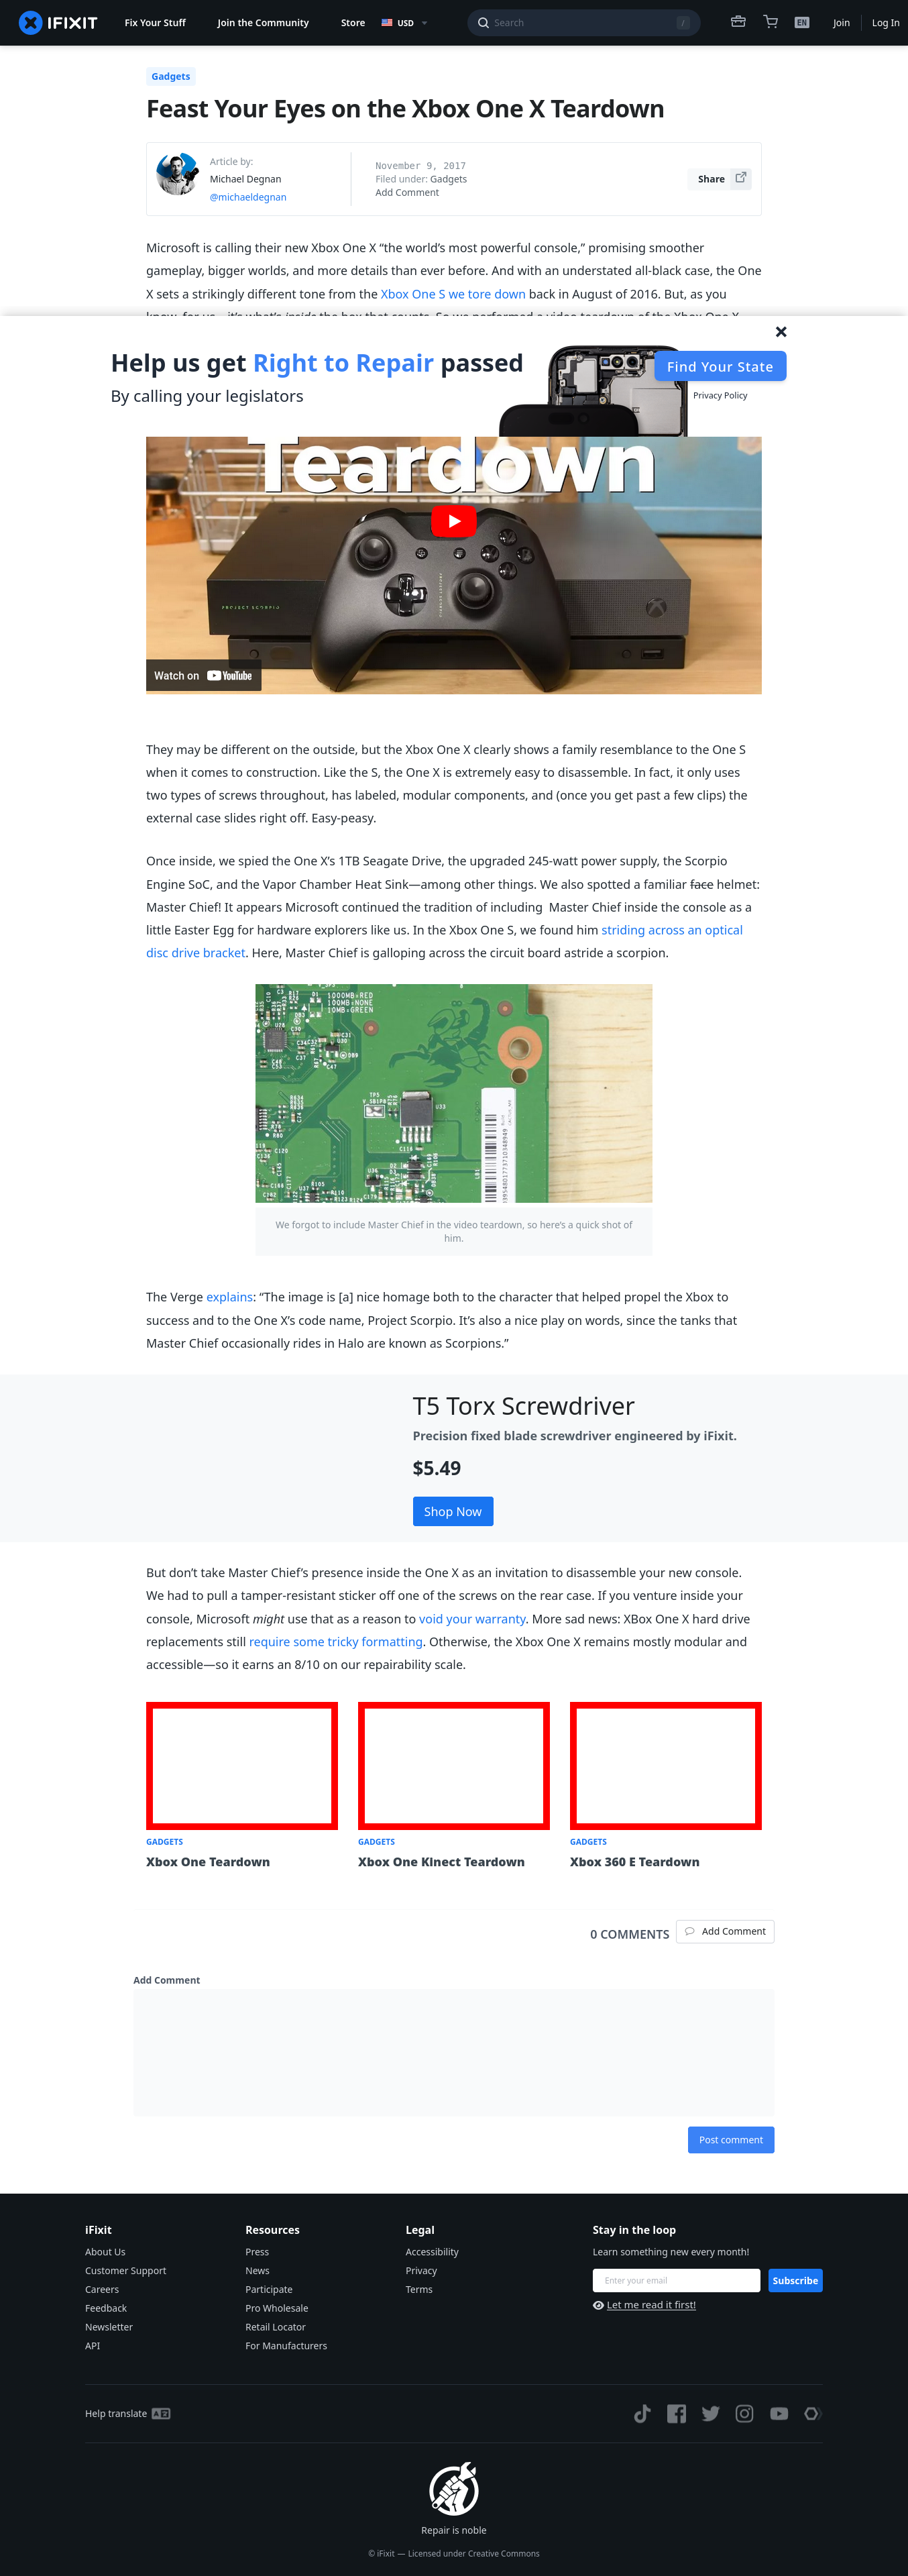 IFIXIT
Fix Your Stuff
Join the Community
Store
USD
Search
/
EN
Join
Log In
Gadgets
Feast Your Eyes on the Xbox One X Teardown
Article by:
Michael Degnan
@michaeldegnan
November 9, 2017
Filed under: Gadgets
Add Comment
Share
Microsoft is calling their new Xbox One X “the world’s most powerful console,” promising smoother
gameplay, bigger worlds, and more details than ever before. And with an understated all-black case, the One
X sets a strikingly different tone from the Xbox One S we tore down back in August of 2016. But, as you
Help us get Right to Repair passed
By calling your legislators
Find Your State
Privacy Policy
Teardown
PROJECT SCORPIO
Watch on YouTube
They may be different on the outside, but the Xbox One X clearly shows a family resemblance to the One S
when it comes to construction. Like the S, the One X is extremely easy to disassemble. In fact, it only uses
two types of screws throughout, has labeled, modular components, and (once you get past a few clips) the
external case slides right off. Easy-peasy.
Once inside, we spied the One X’s 1TB Seagate Drive, the upgraded 245-watt power supply, the Scorpio
Engine SoC, and the Vapor Chamber Heat Sink—among other things. We also spotted a familiar face helmet:
Master Chief! It appears Microsoft continued the tradition of including  Master Chief inside the console as a
little Easter Egg for hardware explorers like us. In the Xbox One S, we found him striding across an optical
disc drive bracket. Here, Master Chief is galloping across the circuit board astride a scorpion.
1000MB=RED
100MB=NONE
10MB=GREEN
TP5
U33
C118
We forgot to include Master Chief in the video teardown, so here’s a quick shot of
him.
The Verge explains: “The image is [a] nice homage both to the character that helped propel the Xbox to
success and to the One X’s code name, Project Scorpio. It’s also a nice play on words, since the tanks that
Master Chief occasionally rides in Halo are known as Scorpions.”
T5 Torx Screwdriver
Precision fixed blade screwdriver engineered by iFixit.
$5.49
Shop Now
But don’t take Master Chief’s presence inside the One X as an invitation to disassemble your new console.
We had to pull a tamper-resistant sticker off one of the screws on the rear case. If you venture inside your
console, Microsoft might use that as a reason to void your warranty. More sad news: XBox One X hard drive
replacements still require some tricky formatting. Otherwise, the Xbox One X remains mostly modular and
accessible—so it earns an 8/10 on our repairability scale.
GADGETS
Xbox One Teardown
GADGETS
Xbox One Kinect Teardown
GADGETS
Xbox 360 E Teardown
0 COMMENTS
Add Comment
Add Comment
Post comment
iFixit
About Us
Customer Support
Careers
Feedback
Newsletter
API
Resources
Press
News
Participate
Pro Wholesale
Retail Locator
For Manufacturers
Legal
Accessibility
Privacy
Terms
Stay in the loop
Learn something new every month!
Enter your email
Subscribe
Let me read it first!
Help translate
Repair is noble
© iFixit — Licensed under Creative Commons